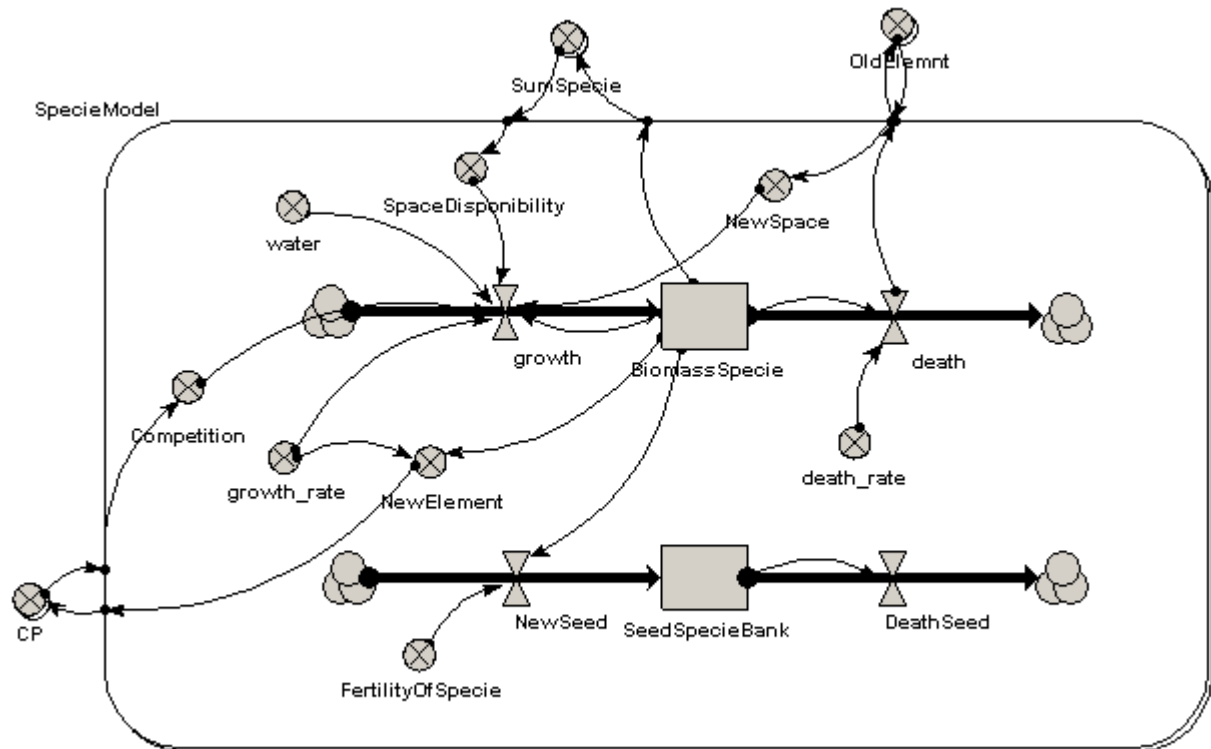 OldElemnt
SumSpecie
SpecieModel
SpaceDisponibility
NewSpace
water
growth
BiomassSpecie
death
Competition
growth_rate
NewElement
death_rate
CP
NewSeed
SeedSpecieBank
DeathSeed
FertilityOfSpecie